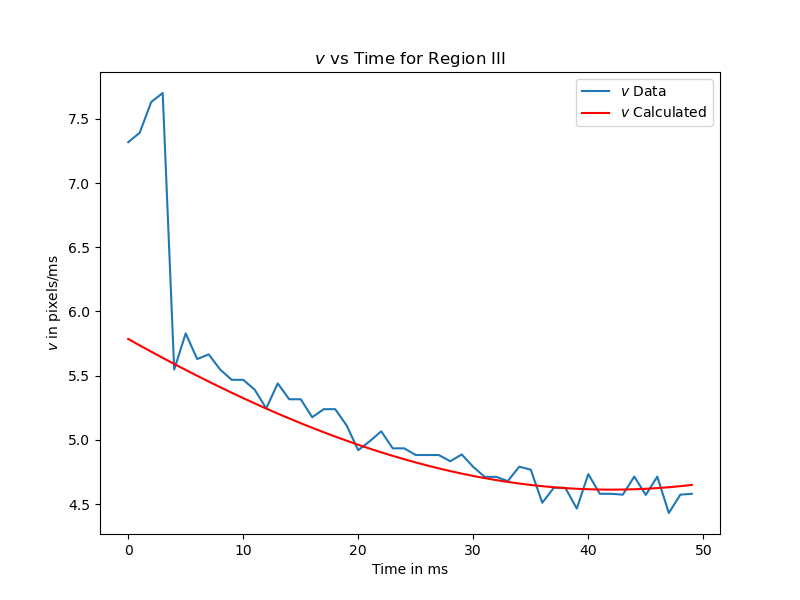 v vs Time for Region III
v Data
v Calculated
7.5
7.0
6.5
6.0
5.5
5.0
4.5
v in pixels/ms
0 10 20 30 40 50
Time in ms